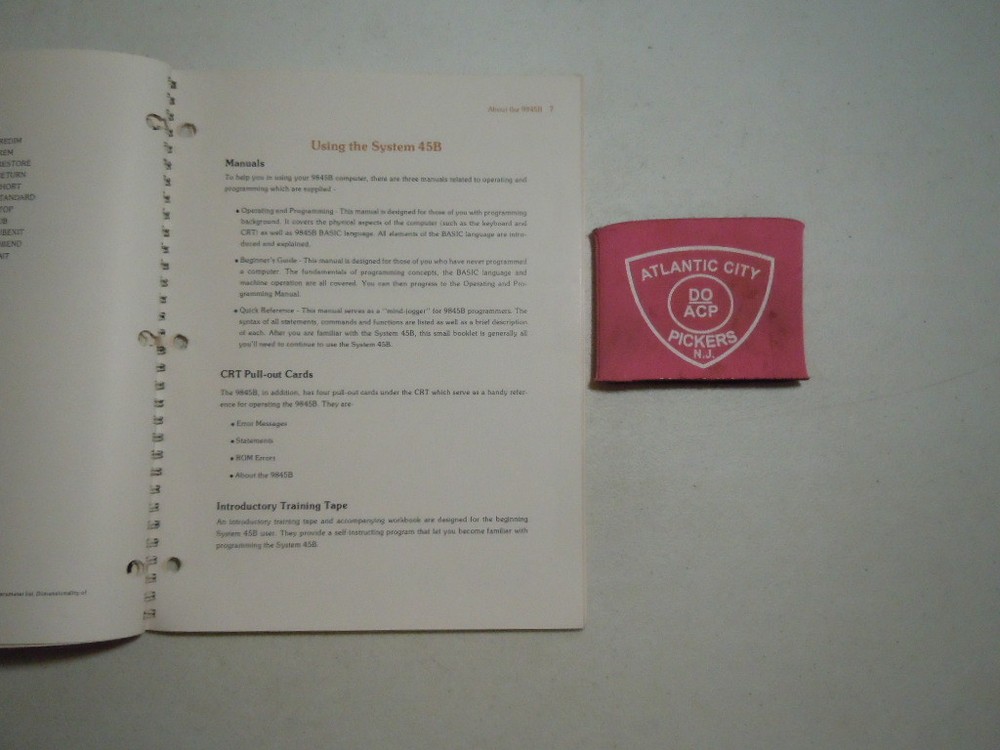 REDIM
REM
RESTORE
RETURN
SHORT
STANDARD
STOP
SUB
SUBEND
About the 9845B
Using the System 45B
Manuals
To help you in using your 9845B computer, there are three manuals related to operating and
programming which are supplied -
• Operating and Programming - This manual is designed for those of you with programming
background. It covers the physical aspects of the computer (such as the keyboard and
CRT) as well as 9845B BASIC language. All elements of the BASIC language are intro-
duced and explained.
• Beginner's Guide - This manual is designed for those of you who have never programmed
a computer. The fundamentals of programming concepts, the BASIC language and
machine operation are all covered. You can then progress to the Operating and Pro-
gramming Manual.
• Quick Reference - This manual serves as a "mind-jogger" for 9845B programmers. The
syntax of all statements, commands and functions are listed as well as a brief description
of each. After you are familiar with the System 45B, this small booklet is generally all
you'll need to continue to use the System 45B.
CRT Pull-out Cards
The 9845B, in addition, has four pull-out cards under the CRT which serve as a handy refer-
ence for operating the 9845B. They are:
• Error Messages
• Statements
• ROM Errors
• About the 9845B
Introductory Training Tape
An introductory training tape and accompanying workbook are designed for the beginning
System 45B user. They provide a self-instructing program that let you become familiar with
programming the System 45B.
ATLANTIC CITY
DO
ACP
PICKERS
N.J.